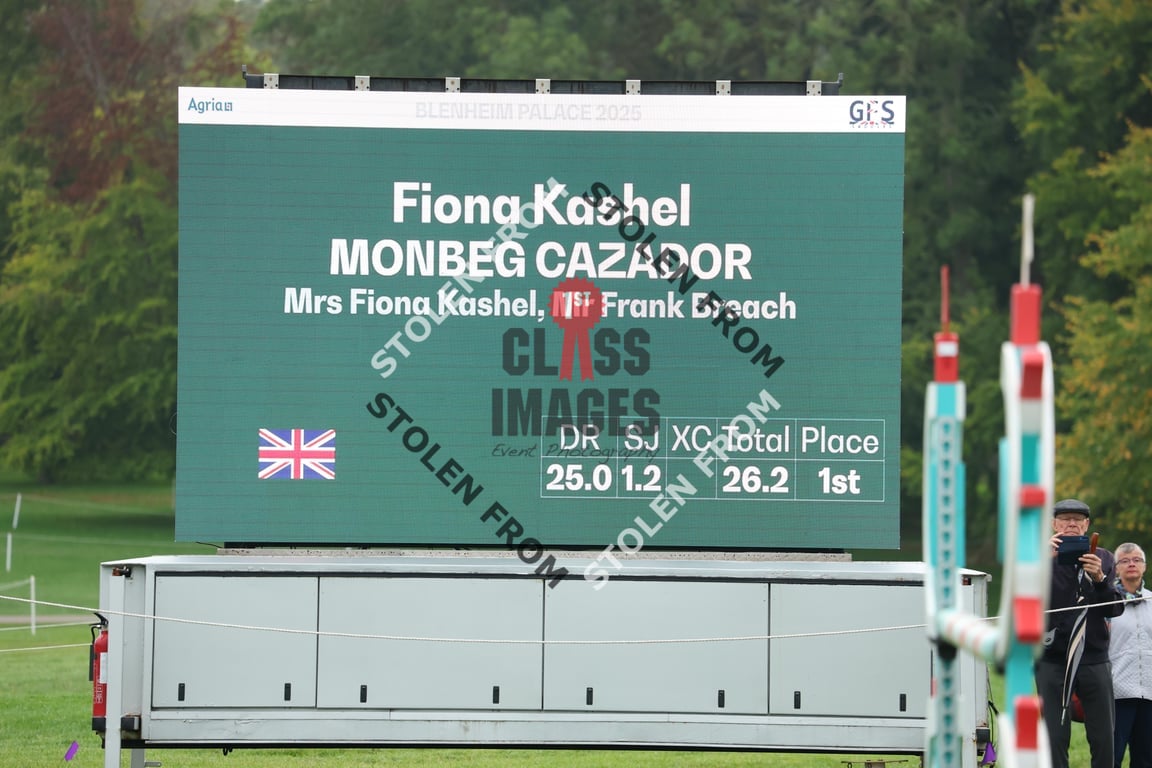 Agria
BLENHEIM PALACE 2025
GFS
Fiona Kashel
MONBEG CAZADOR
Mrs Fiona Kashel, Mr Frank Breach
1ST
CLASS
IMAGES
Event Photography
STOLEN FROM
STOLEN FROM
STOLEN FROM
STOLEN FROM
DR SJ XC Total Place
25.0 1.2 26.2 1st